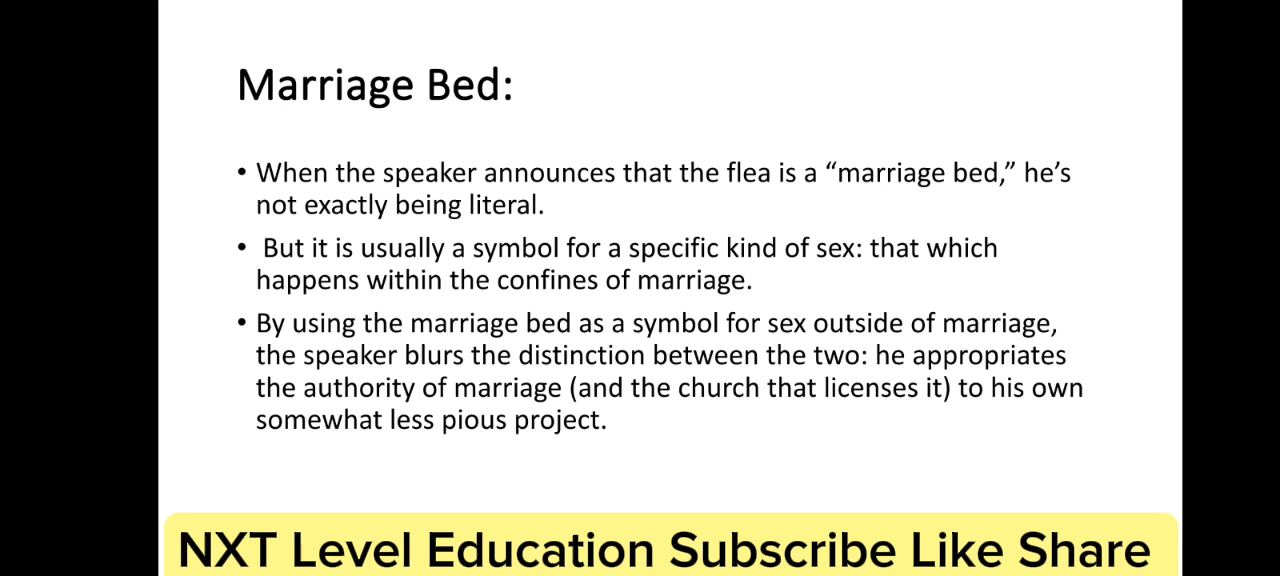 Marriage Bed:
• When the speaker announces that the flea is a “marriage bed,” he’s
not exactly being literal.
• But it is usually a symbol for a specific kind of sex: that which
happens within the confines of marriage.
• By using the marriage bed as a symbol for sex outside of marriage,
the speaker blurs the distinction between the two: he appropriates
the authority of marriage (and the church that licenses it) to his own
somewhat less pious project.
NXT Level Education Subscribe Like Share